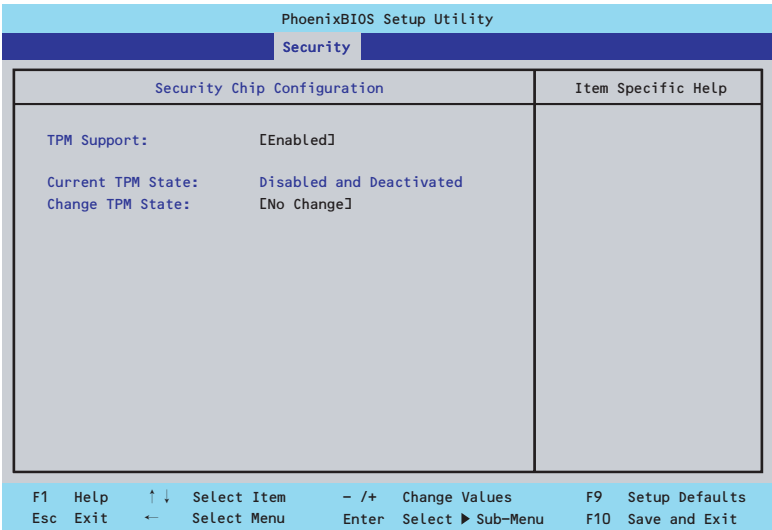 PhoenixBIOS Setup Utility
Security
Security Chip Configuration
Item Specific Help
TPM Support: [Enabled]
Current TPM State: Disabled and Deactivated
Change TPM State: [No Change]
F1 Help ↑↓ Select Item - /+ Change Values F9 Setup Defaults
Esc Exit ← Select Menu Enter Select ▶ Sub-Menu F10 Save and Exit